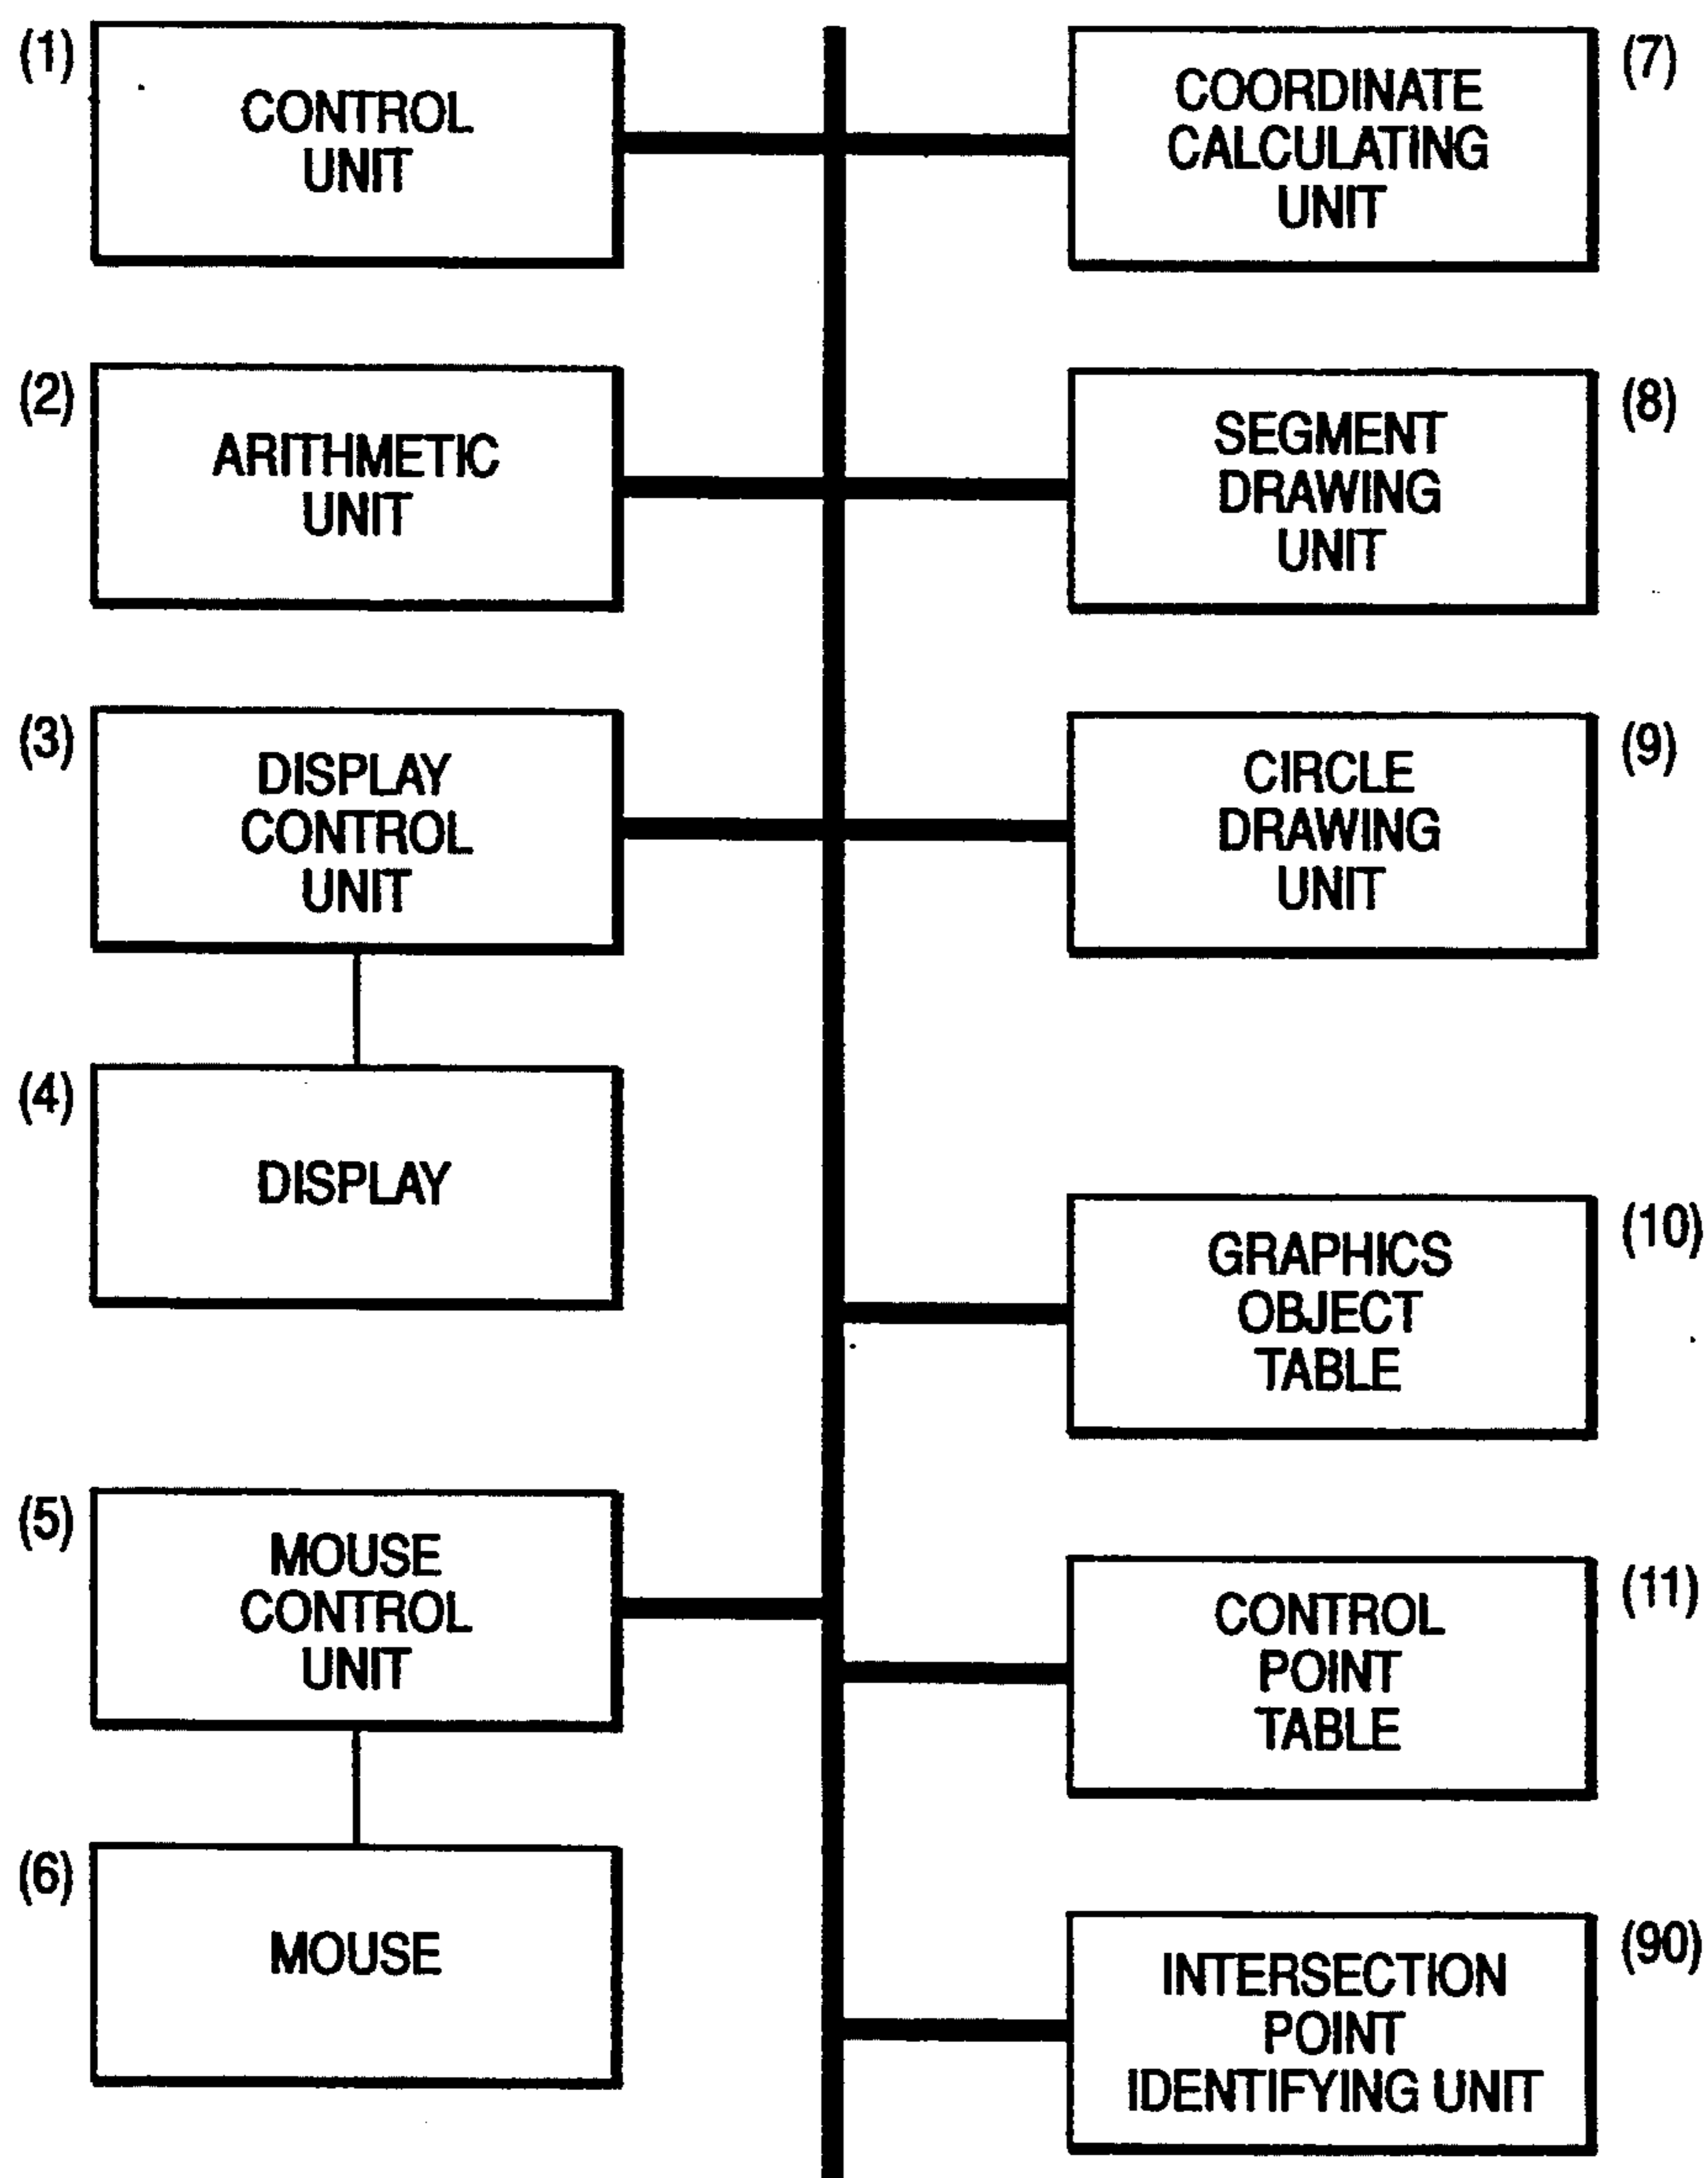 (1)
CONTROL
UNIT
(2)
ARITHMETIC
UNIT
(3)
DISPLAY
CONTROL
UNIT
(4)
DISPLAY
(5)
MOUSE
CONTROL
UNIT
(6)
MOUSE
(7)
COORDINATE
CALCULATING
UNIT
(8)
SEGMENT
DRAWING
UNIT
(9)
CIRCLE
DRAWING
UNIT
(10)
GRAPHICS
OBJECT
TABLE
(11)
CONTROL
POINT
TABLE
(90)
INTERSECTION
POINT
IDENTIFYING UNIT